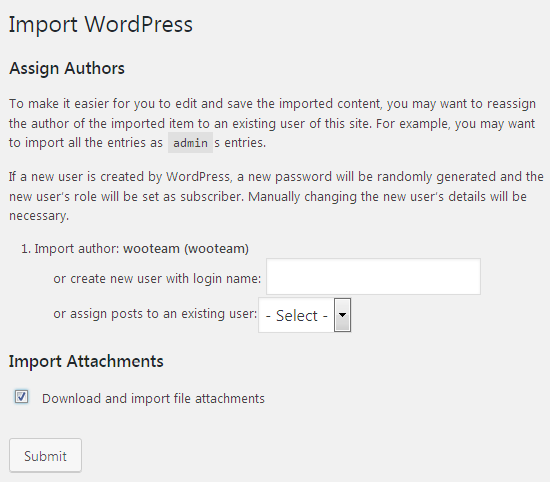 Import WordPress
Assign Authors
To make it easier for you to edit and save the imported content, you may want to reassign
the author of the imported item to an existing user of this site. For example, you may want
to import all the entries as admins entries.
If a new user is created by WordPress, a new password will be randomly generated and the
new user's role will be set as subscriber. Manually changing the new user's details will be
necessary.
1. Import author: wooteam (wooteam)
or create new user with login name:
or assign posts to an existing user: - Select -
Import Attachments
Download and import file attachments
Submit